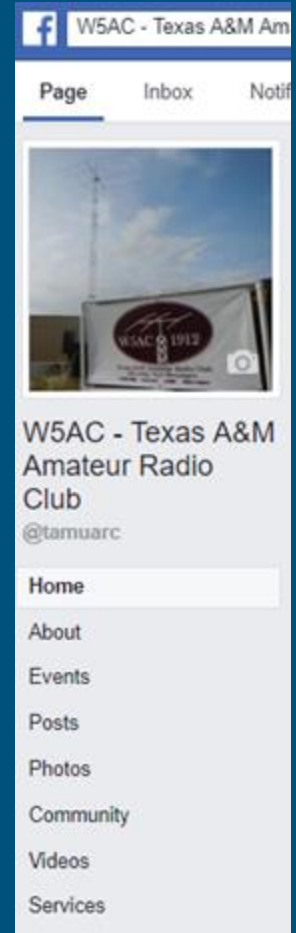 W5AC - Texas A&M Am
Page Inbox Notif
W5AC 1912
W5AC - Texas A&M
Amateur Radio
Club
@tamuarc
Home
About
Events
Posts
Photos
Community
Videos
Services